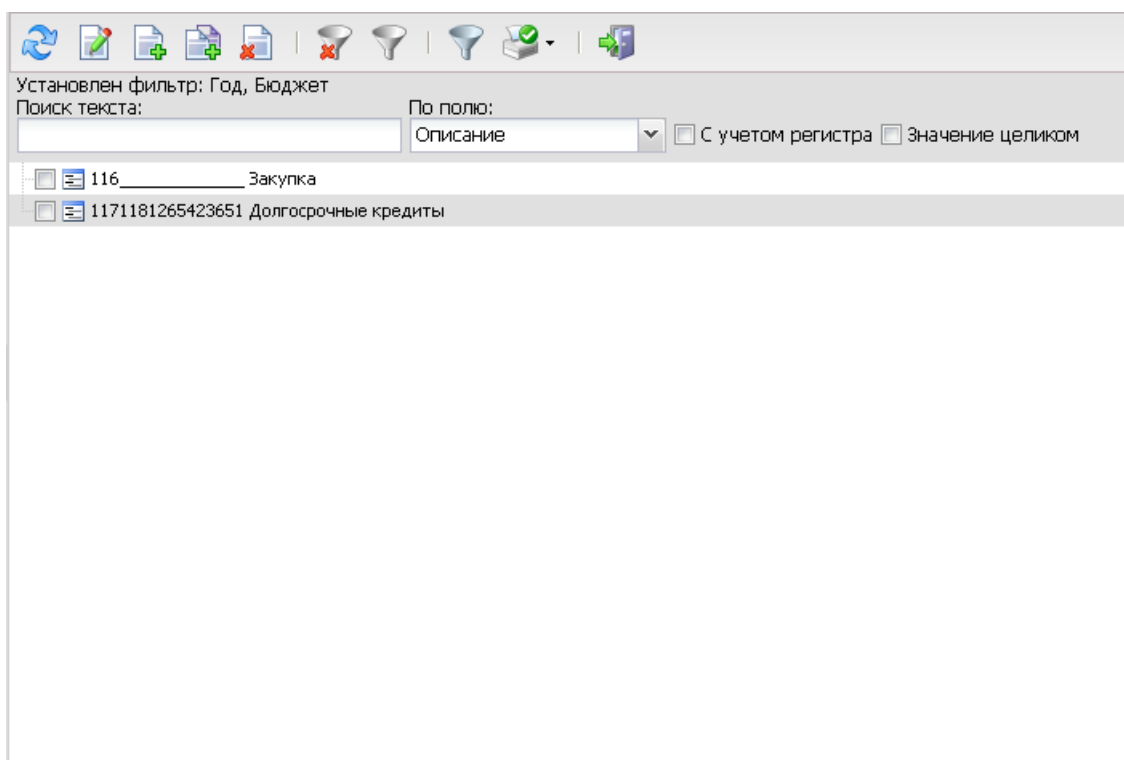 Установлен фильтр: Год, Бюджет
Поиск текста: По полю:
Описание С учетом регистра Значение целиком
116_____________ Закупка
1171181265423651 Долгосрочные кредиты